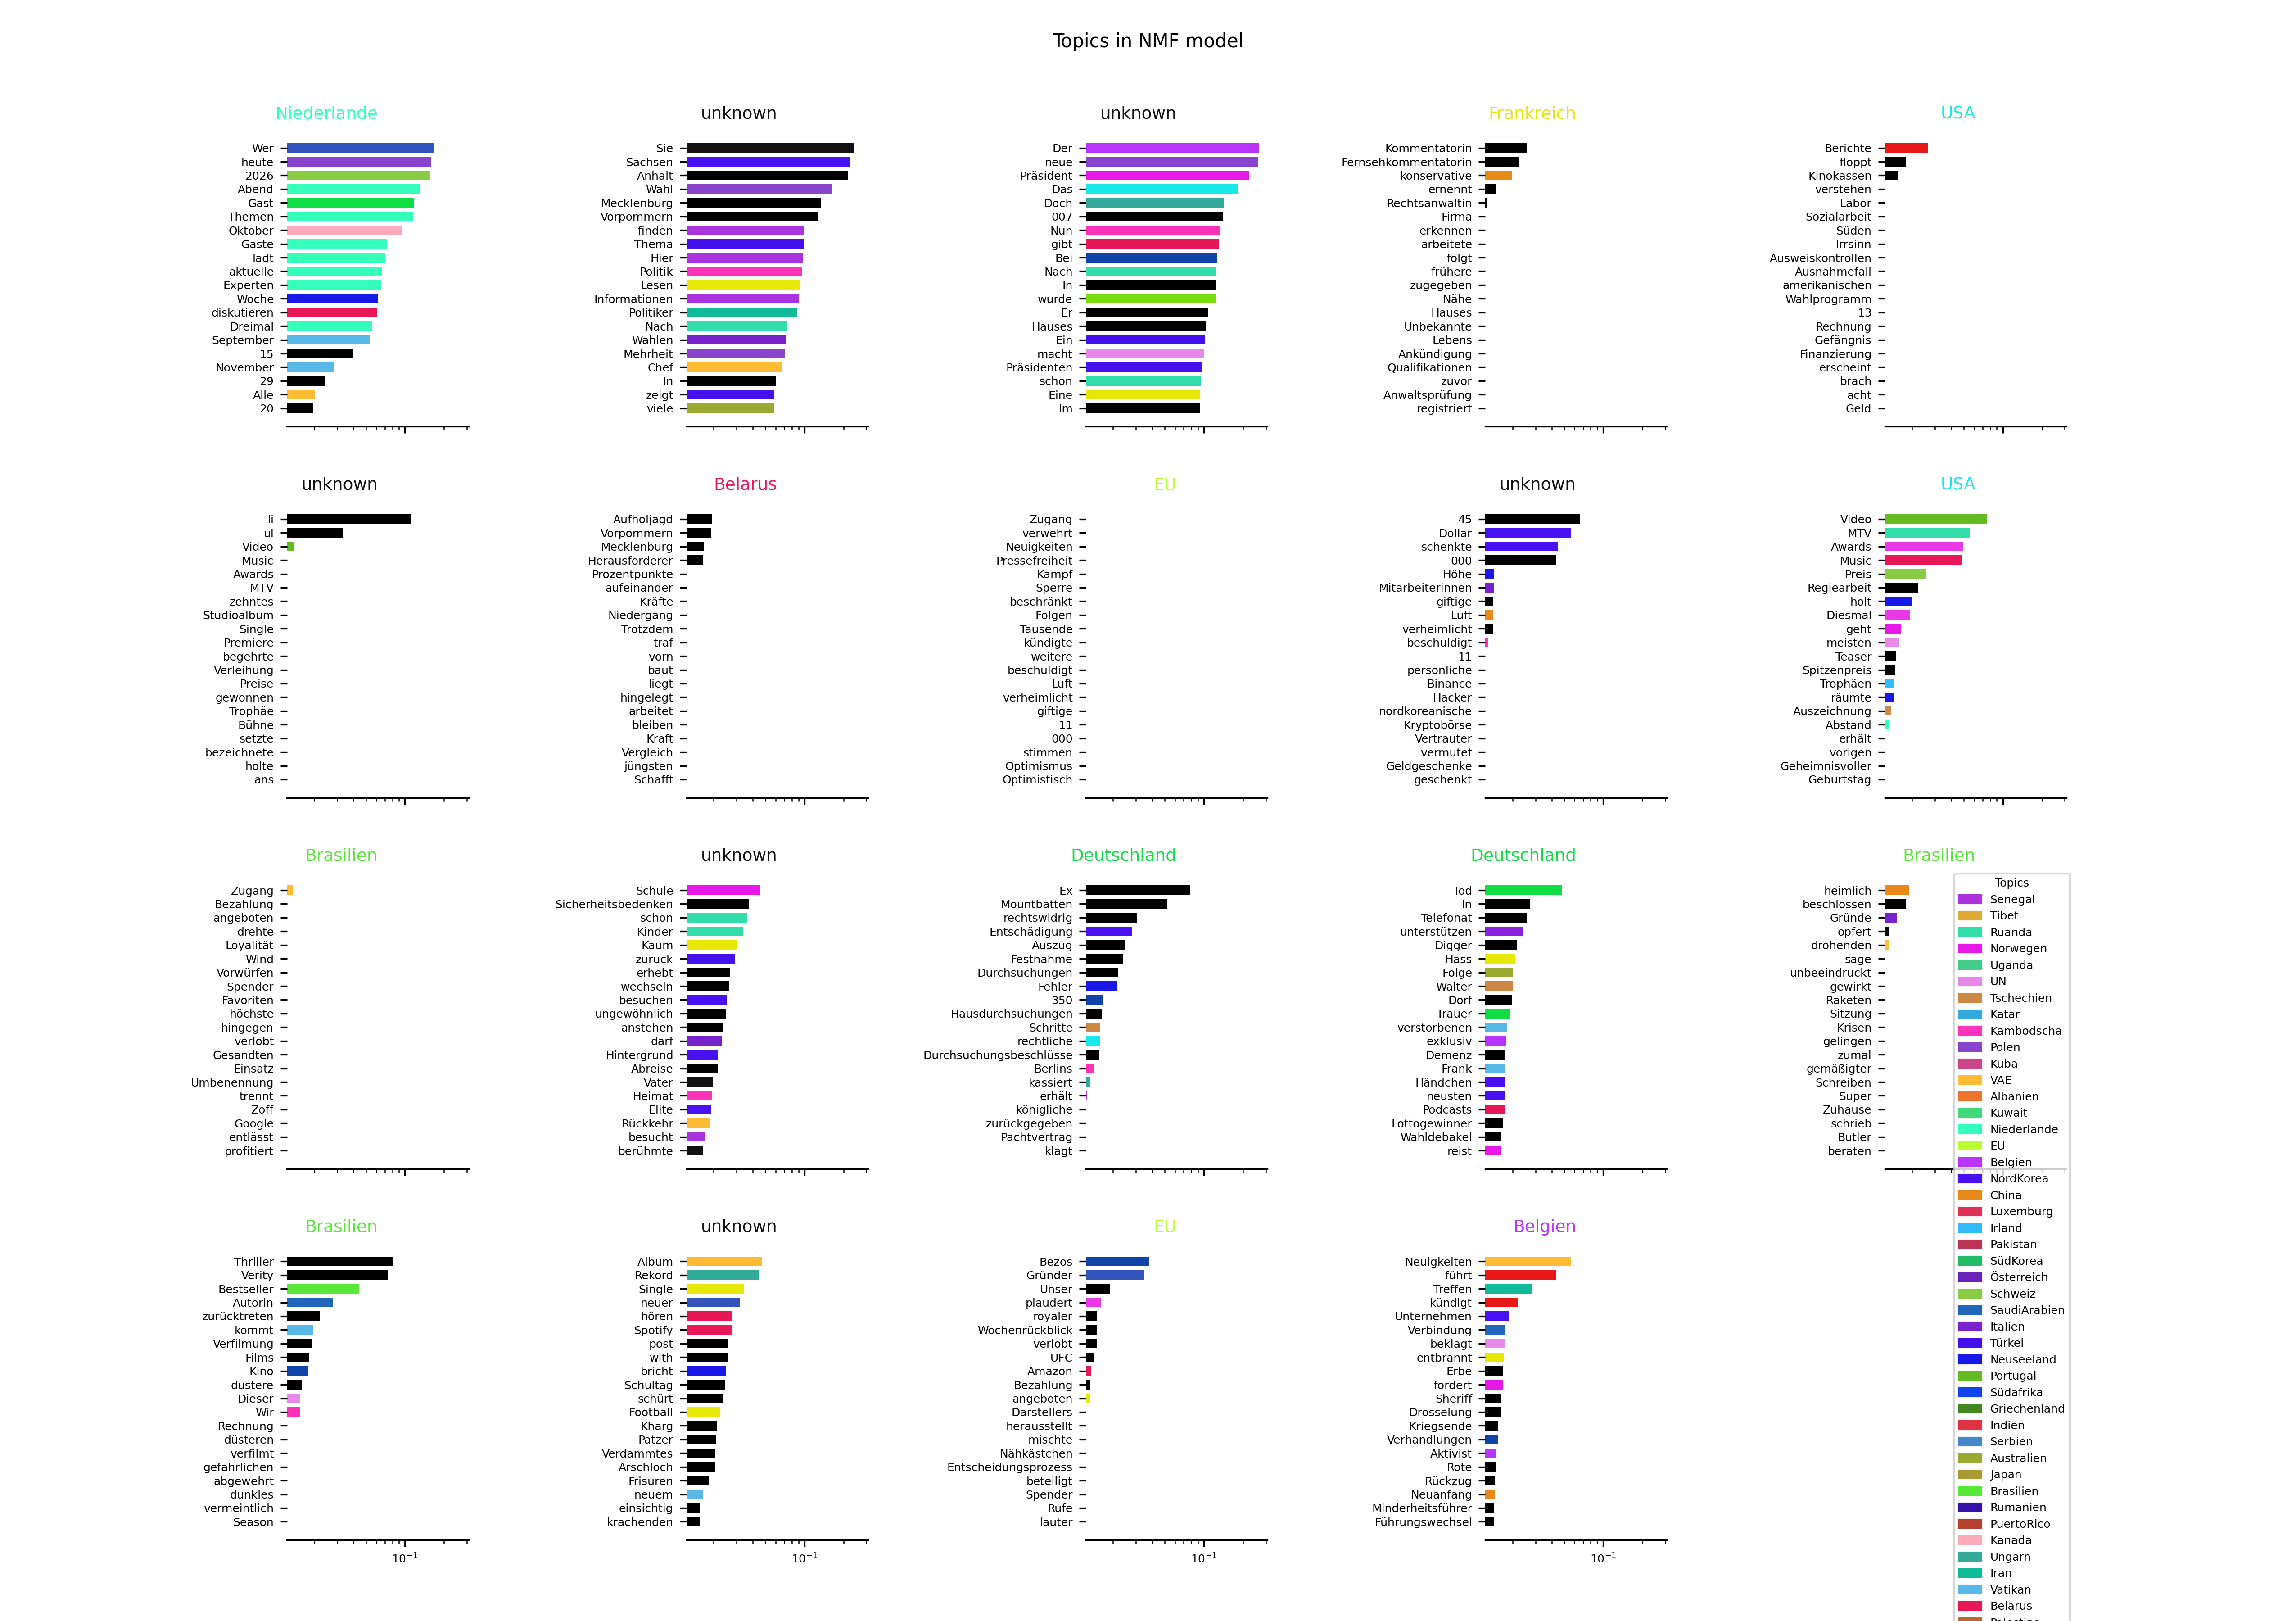 Topics in NMF model
Niederlande
Wer
heute
2026
Abend
Gast
Themen
Oktober
Gäste
lädt
aktuelle
Experten
Woche
diskutieren
Dreimal
September
15
November
29
Alle
20
unknown
Sie
Sachsen
Anhalt
Wahl
Mecklenburg
Vorpommern
finden
Thema
Hier
Politik
Lesen
Informationen
Politiker
Nach
Wahlen
Mehrheit
Chef
In
zeigt
viele
unknown
Der
neue
Präsident
Das
Doch
007
Nun
gibt
Bei
Nach
In
wurde
Er
Hauses
Ein
macht
Präsidenten
schon
Eine
Im
Frankreich
Kommentatorin
Fernsehkommentatorin
konservative
ernennt
Rechtsanwältin
Firma
erkennen
arbeitete
folgt
frühere
zugegeben
Nähe
Hauses
Unbekannte
Lebens
Ankündigung
Qualifikationen
zuvor
Anwaltsprüfung
registriert
USA
Berichte
floppt
Kinokassen
verstehen
Labor
Sozialarbeit
Süden
Irrsinn
Ausweiskontrollen
Ausnahmefall
amerikanischen
Wahlprogramm
13
Rechnung
Gefängnis
Finanzierung
erscheint
brach
acht
Geld
unknown
li
ul
Video
Music
Awards
MTV
zehntes
Studioalbum
Single
Premiere
begehrte
Verleihung
Preise
gewonnen
Trophäe
Bühne
setzte
bezeichnete
holte
ans
Belarus
Aufholjagd
Vorpommern
Mecklenburg
Herausforderer
Prozentpunkte
aufeinander
Kräfte
Niedergang
Trotzdem
traf
vorn
baut
liegt
hingelegt
arbeitet
bleiben
Kraft
Vergleich
jüngsten
Schafft
EU
Zugang
verwehrt
Neuigkeiten
Pressefreiheit
Kampf
Sperre
beschränkt
Folgen
Tausende
kündigte
weitere
beschuldigt
Luft
verheimlicht
giftige
11
000
stimmen
Optimismus
Optimistisch
unknown
45
Dollar
schenkte
000
Höhe
Mitarbeiterinnen
giftige
Luft
verheimlicht
beschuldigt
11
persönliche
Binance
Hacker
nordkoreanische
Kryptobörse
Vertrauter
vermutet
Geldgeschenke
geschenkt
USA
Video
MTV
Awards
Music
Preis
Regiearbeit
holt
Diesmal
geht
meisten
Teaser
Spitzenpreis
Trophäen
räumte
Auszeichnung
Abstand
erhält
vorigen
Geheimnisvoller
Geburtstag
Brasilien
Zugang
Bezahlung
angeboten
drehte
Loyalität
Wind
Vorwürfen
Spender
Favoriten
höchste
hingegen
verlobt
Gesandten
Einsatz
Umbenennung
trennt
Zoff
Google
entlässt
profitiert
unknown
Schule
Sicherheitsbedenken
schon
Kinder
Kaum
zurück
erhebt
wechseln
besuchen
ungewöhnlich
anstehen
darf
Hintergrund
Abreise
Vater
Heimat
Elite
Rückkehr
besucht
berühmte
Deutschland
Ex
Mountbatten
rechtswidrig
Entschädigung
Auszug
Festnahme
Durchsuchungen
Fehler
350
Hausdurchsuchungen
Schritte
rechtliche
Durchsuchungsbeschlüsse
Berlins
kassiert
erhält
königliche
zurückgegeben
Pachtvertrag
klagt
Deutschland
Tod
In
Telefonat
unterstützen
Digger
Hass
Folge
Walter
Dorf
Trauer
verstorbenen
exklusiv
Demenz
Frank
Händchen
neusten
Podcasts
Lottogewinner
Wahldebakel
reist
Brasilien
heimlich
beschlossen
Gründe
opfert
drohenden
sage
unbeeindruckt
gewirkt
Raketen
Sitzung
Krisen
gelingen
zumal
gemäßigter
Schreiben
Super
Zuhause
schrieb
Butler
beraten
Brasilien
Thriller
Verity
Bestseller
Autorin
zurücktreten
kommt
Verfilmung
Films
Kino
düstere
Dieser
Wir
Rechnung
düsteren
verfilmt
gefährlichen
abgewehrt
dunkles
vermeintlich
Season
10⁻¹
unknown
Album
Rekord
Single
neuer
hören
Spotify
post
with
bricht
Schultag
schürt
Football
Kharg
Patzer
Verdammtes
Arschloch
Frisuren
neuem
einsichtig
krachenden
10⁻¹
EU
Bezos
Gründer
Unser
plaudert
royaler
Wochenrückblick
verlobt
UFC
Amazon
Bezahlung
angeboten
Darstellers
herausstellt
mischte
Nähkästchen
Entscheidungsprozess
beteiligt
Spender
Rufe
lauter
10⁻¹
Belgien
Neuigkeiten
führt
Treffen
kündigt
Unternehmen
Verbindung
beklagt
entbrannt
Erbe
fordert
Sheriff
Drosselung
Kriegsende
Verhandlungen
Aktivist
Rote
Rückzug
Neuanfang
Minderheitsführer
Führungswechsel
10⁻¹
Topics
Senegal
Tibet
Ruanda
Norwegen
Uganda
UN
Tschechien
Katar
Kambodscha
Polen
Kuba
VAE
Albanien
Kuwait
Niederlande
EU
Belgien
NordKorea
China
Luxemburg
Irland
Pakistan
SüdKorea
Österreich
Schweiz
SaudiArabien
Italien
Türkei
Neuseeland
Portugal
Südafrika
Griechenland
Indien
Serbien
Australien
Japan
Brasilien
Rumänien
PuertoRico
Kanada
Ungarn
Iran
Vatikan
Belarus